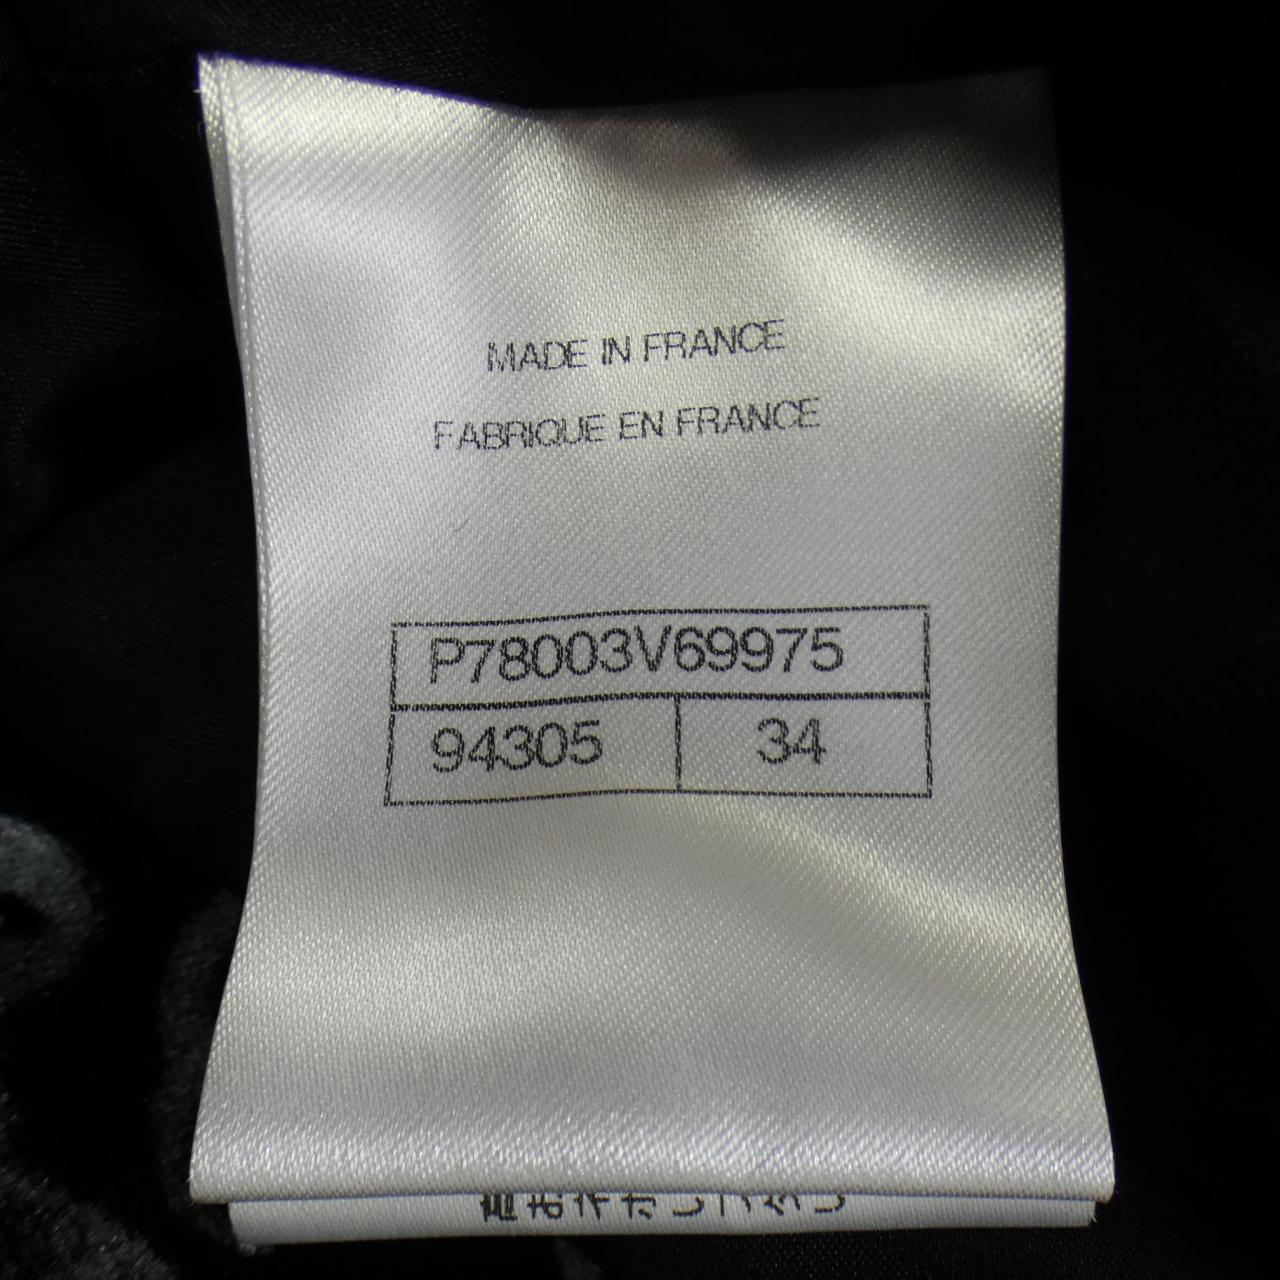 MADE IN FRANCE
FABRIQUE EN FRANCE
P78003V69975
94305 34